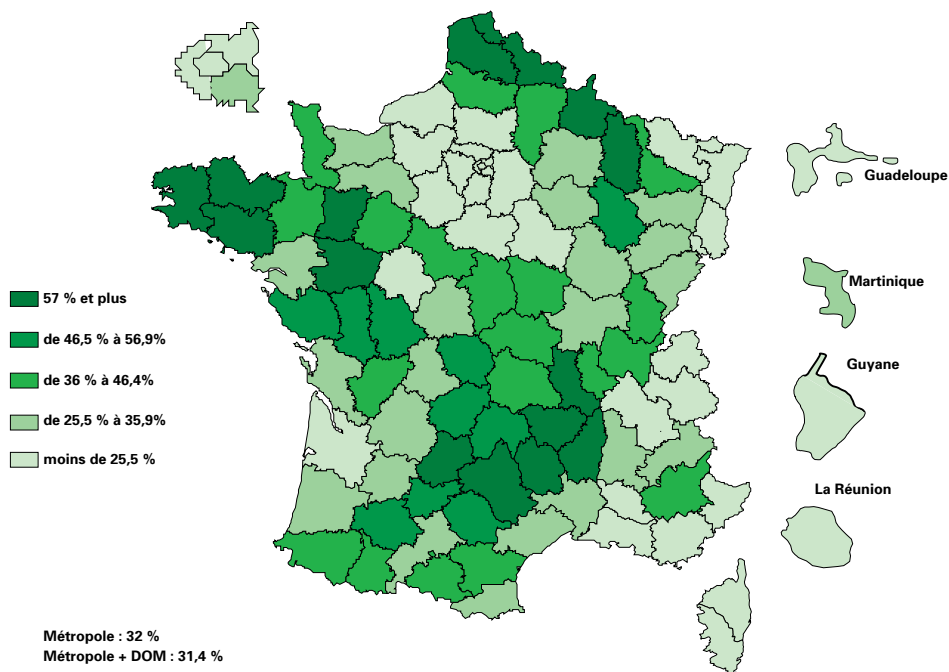 Guadeloupe
Martinique
Guyane
La Réunion
57 % et plus
de 46,5 % à 56,9%
de 36 % à 46,4%
de 25,5 % à 35,9%
moins de 25,5 %
Métropole : 32 %
Métropole + DOM : 31,4 %